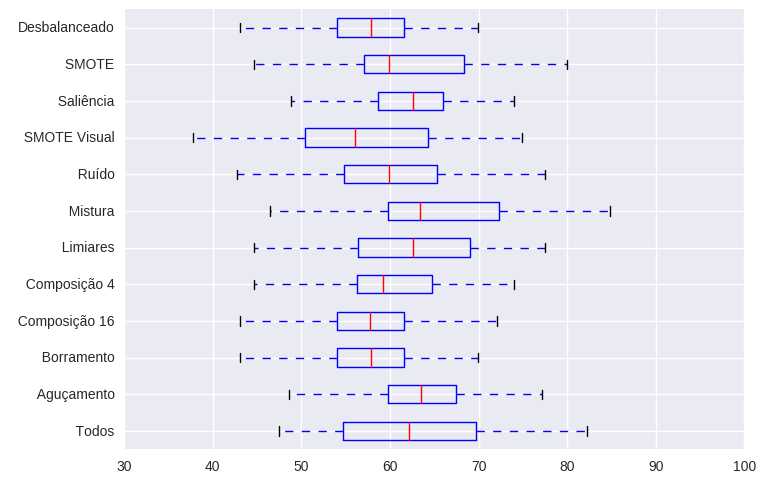 Desbalanceado
SMOTE
Saliência
SMOTE Visual
Ruído
Mistura
Limiares
Composição 4
Composição 16
Borramento
Aguçamento
Todos
30 40 50 60 70 80 90 100